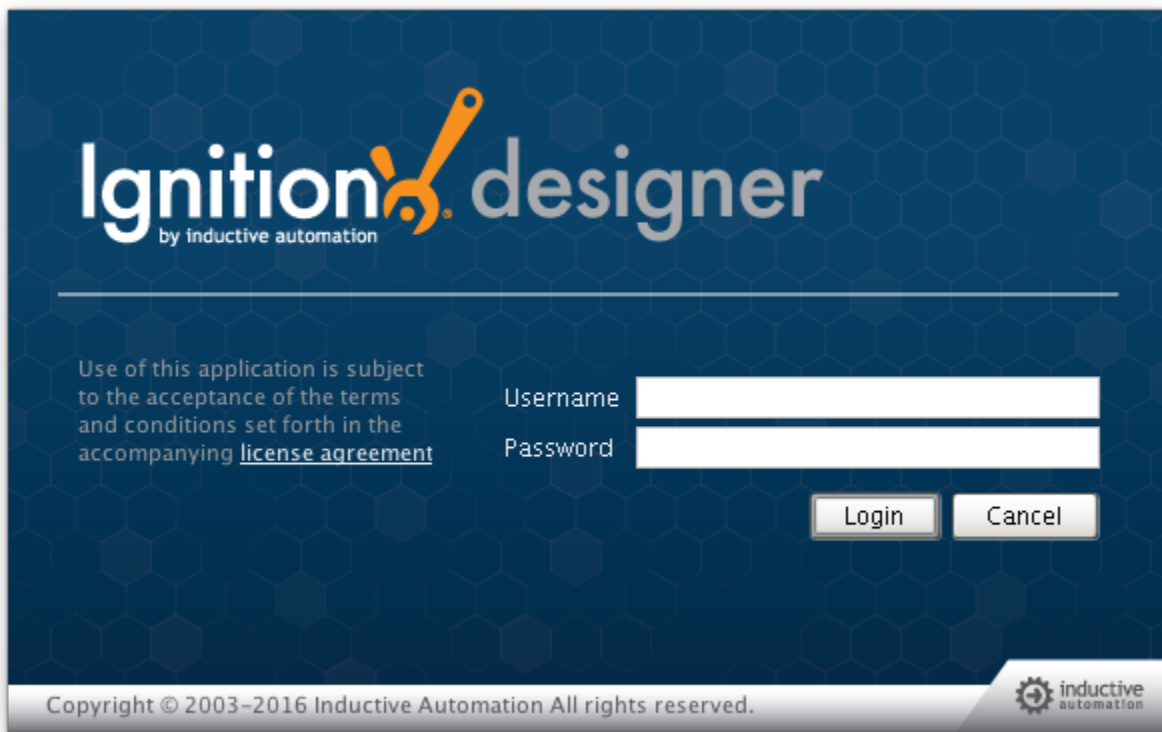 Ignition designer
by inductive automation
Use of this application is subject
to the acceptance of the terms
and conditions set forth in the
accompanying license agreement
Username
Password
Login Cancel
Copyright © 2003-2016 Inductive Automation All rights reserved.
inductive
automation